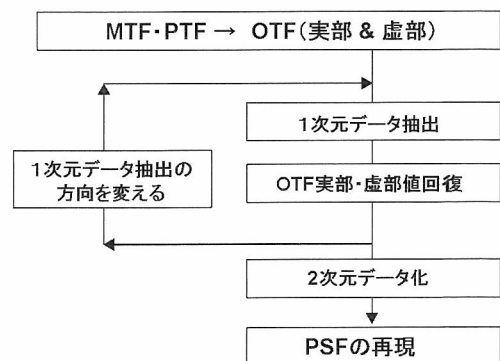 MTF・PTF → OTF(実部 & 虚部)
1次元データ抽出
1次元データ抽出の
方向を変える
OTF実部・虚部値回復
2次元データ化
PSFの再現